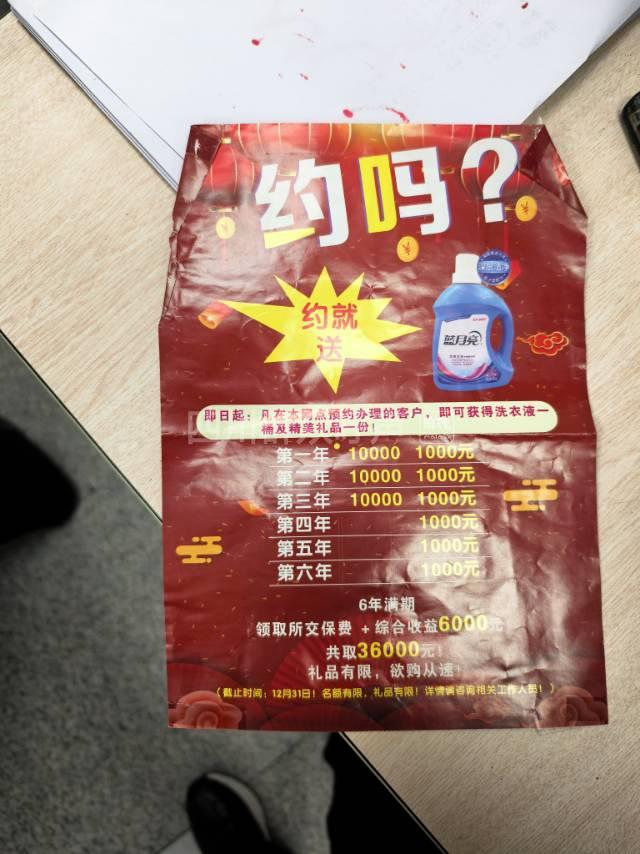 约吗？
约就
送
蓝月亮
即日起：凡在本网点预约办理的客户，即可获得洗衣液一
桶及精美礼品一份！
第一年 10000 1000元
第二年 10000 1000元
第三年 10000 1000元
第四年 1000元
第五年 1000元
第六年 1000元
6年满期
领取所交保费 + 综合收益6000元
共取36000元！
礼品有限，欲购从速！
（截止时间：12月31日！名额有限，礼品有限！详情请咨询相关工作人员！）